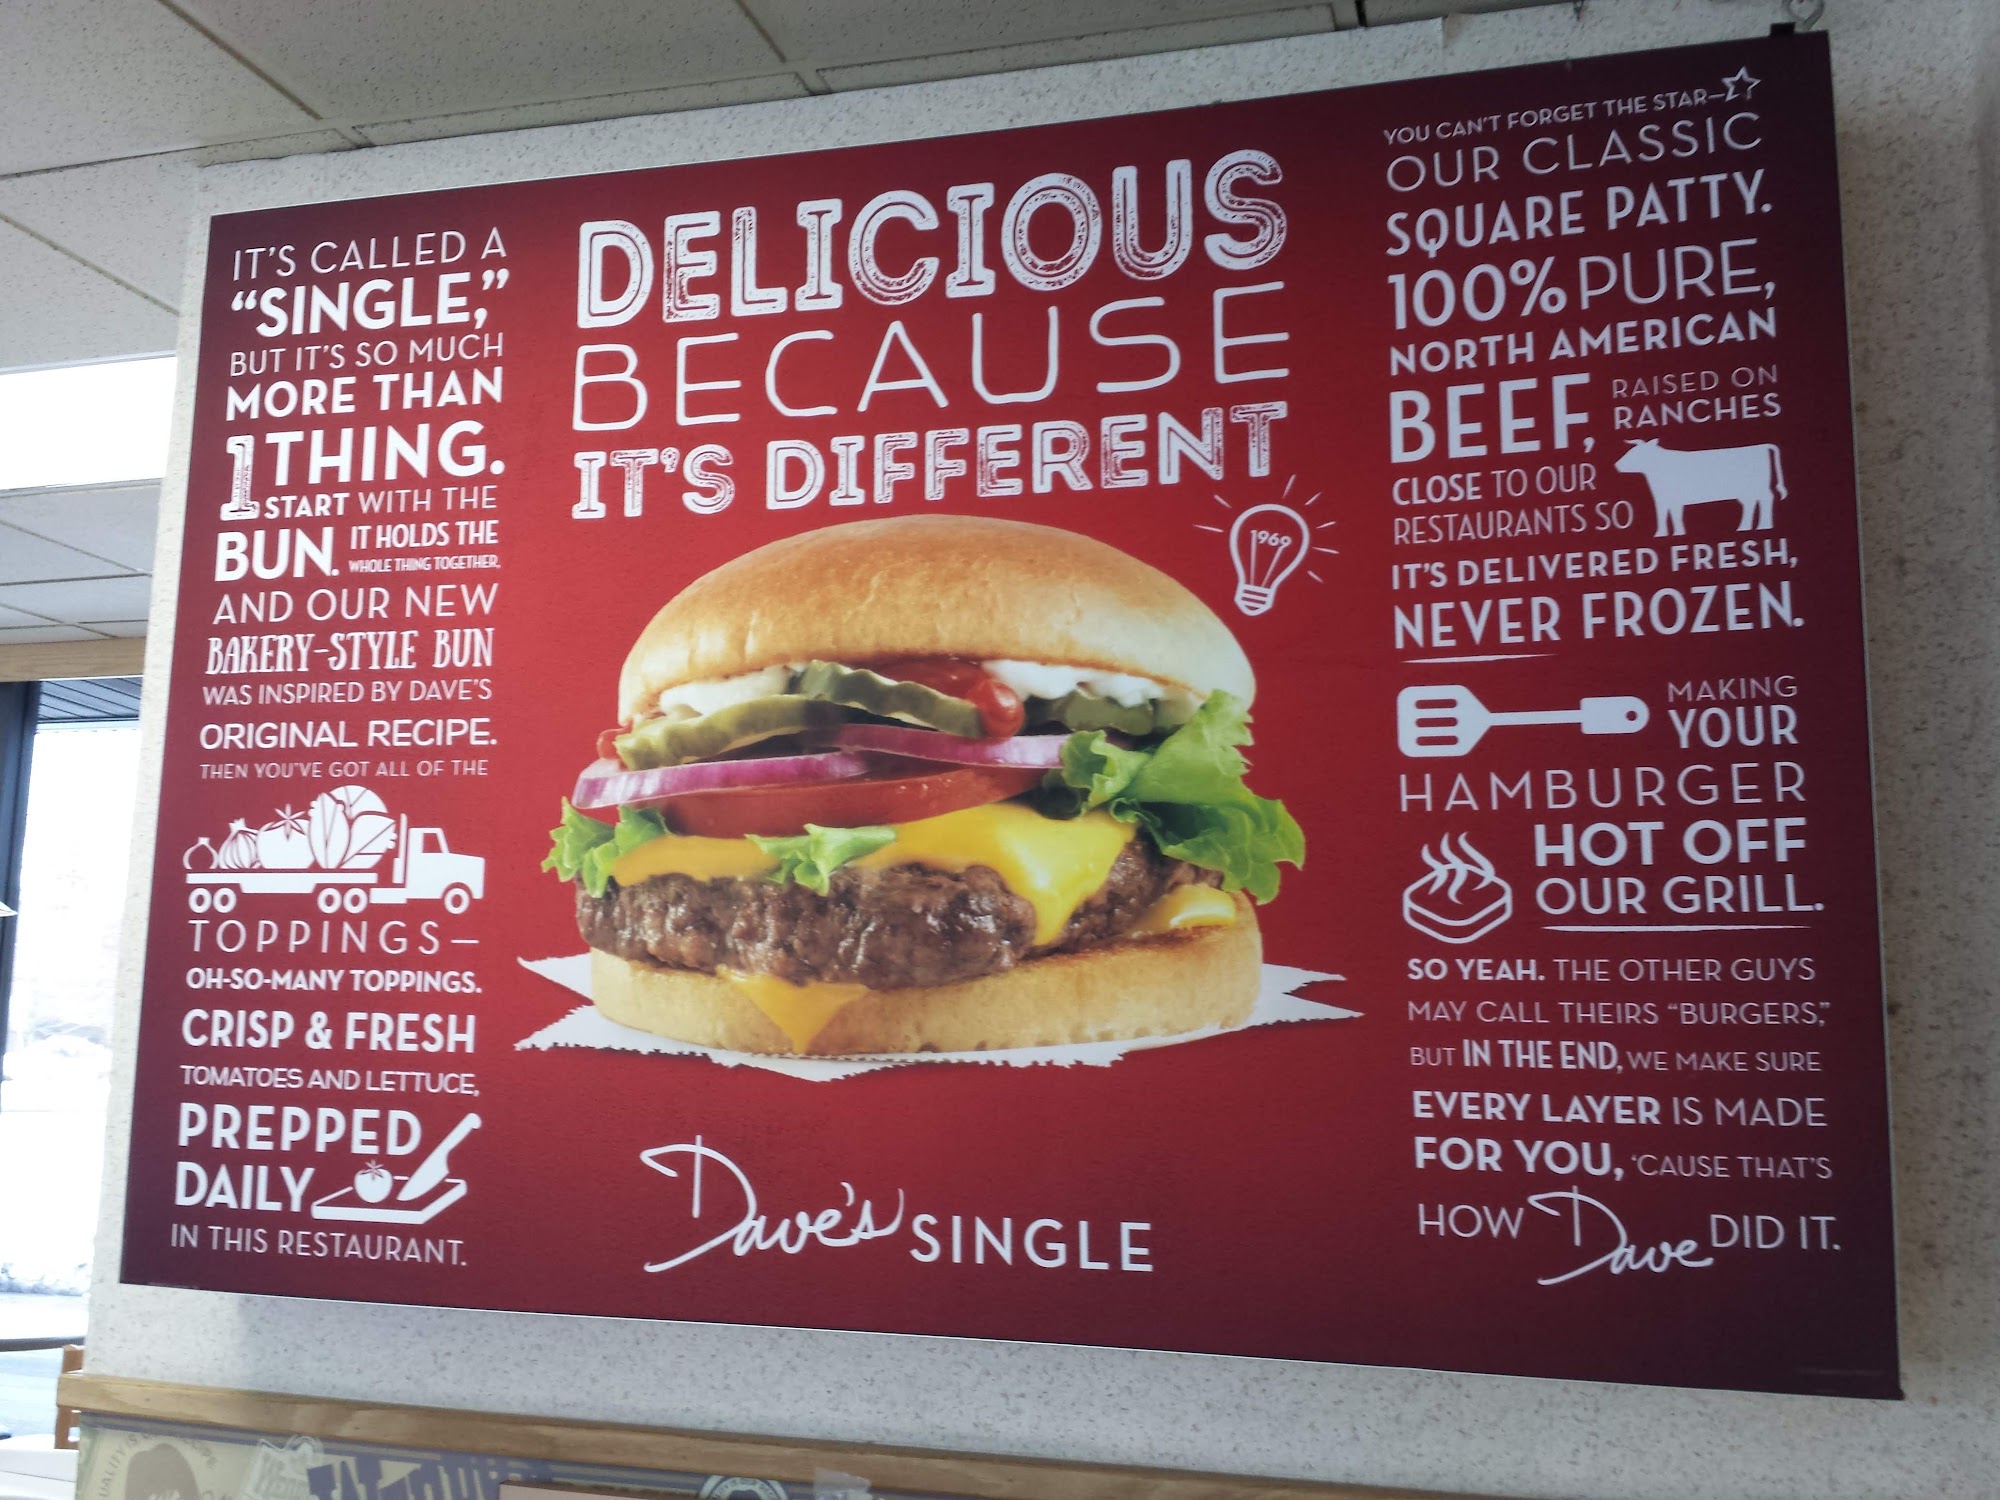 IT'S CALLED A
"SINGLE,"
BUT IT'S SO MUCH
MORE THAN
1 THING.
START WITH THE
BUN. IT HOLDS THE
WHOLE THING TOGETHER,
AND OUR NEW
BAKERY-STYLE BUN
WAS INSPIRED BY DAVE'S
ORIGINAL RECIPE.
THEN YOU'VE GOT ALL OF THE
TOPPINGS—
OH-SO-MANY TOPPINGS.
CRISP & FRESH
TOMATOES AND LETTUCE,
PREPPED
DAILY
IN THIS RESTAURANT.
DELICIOUS
BECAUSE
IT'S DIFFERENT
1969
Dave's SINGLE
YOU CAN'T FORGET THE STAR—
OUR CLASSIC
SQUARE PATTY.
100% PURE,
NORTH AMERICAN
BEEF, RAISED ON
RANCHES
CLOSE TO OUR
RESTAURANTS SO
IT'S DELIVERED FRESH,
NEVER FROZEN.
MAKING
YOUR
HAMBURGER
HOT OFF
OUR GRILL.
SO YEAH. THE OTHER GUYS
MAY CALL THEIRS "BURGERS,"
BUT IN THE END, WE MAKE SURE
EVERY LAYER IS MADE
FOR YOU, 'CAUSE THAT'S
HOW Dave DID IT.
QUALITY IS